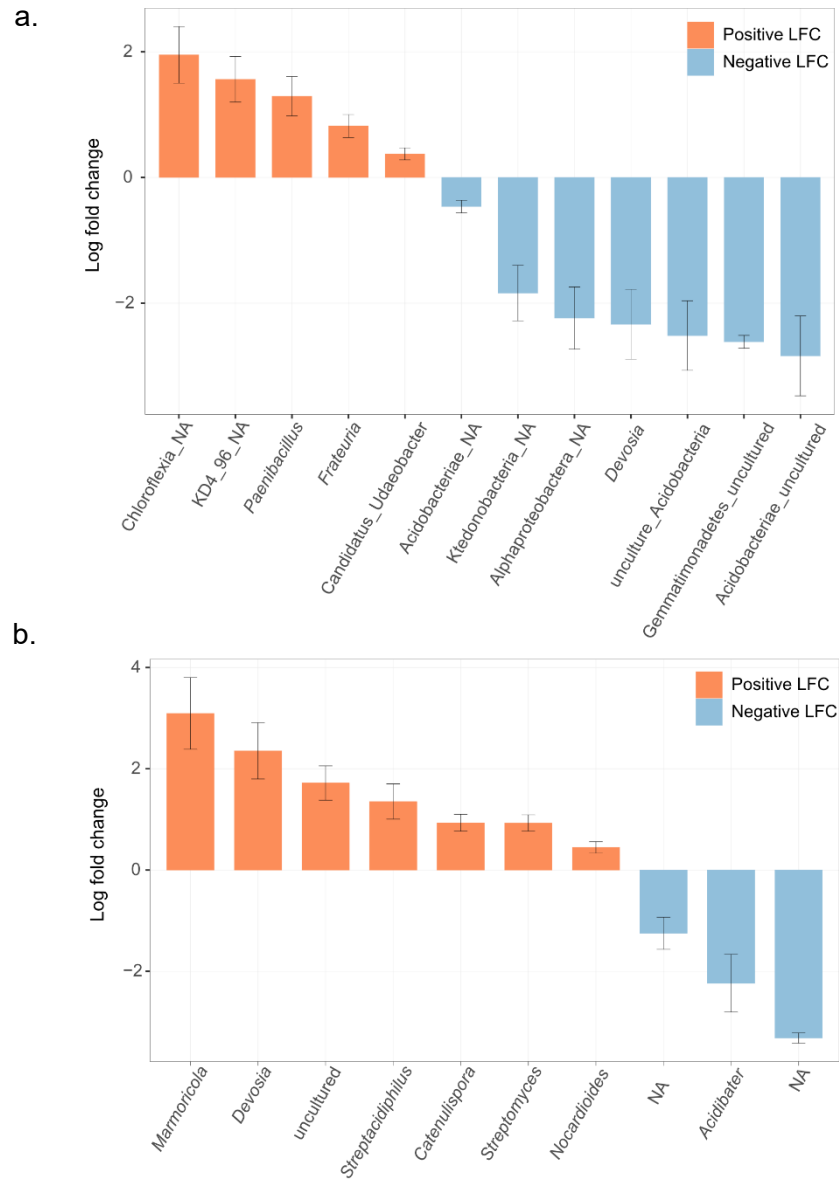 a.
Positive LFC
Negative LFC
Log fold change
2
0
−2
Chloroflexia_NA
KD4_96_NA
Paenibacillus
Frateuria
Candidatus_Udaeobacter
Acidobacteriae_NA
Ktedonobacteria_NA
Alphaproteobactera_NA
Devosia
unculture_Acidobacteria
Gemmatimonadetes_uncultured
Acidobacteriae_uncultured
b.
Positive LFC
Negative LFC
Log fold change
4
2
0
−2
Marmoricola
Devosia
uncultured
Streptacidiphilus
Catenulispora
Streptomyces
Nocardioides
NA
Acidibater
NA